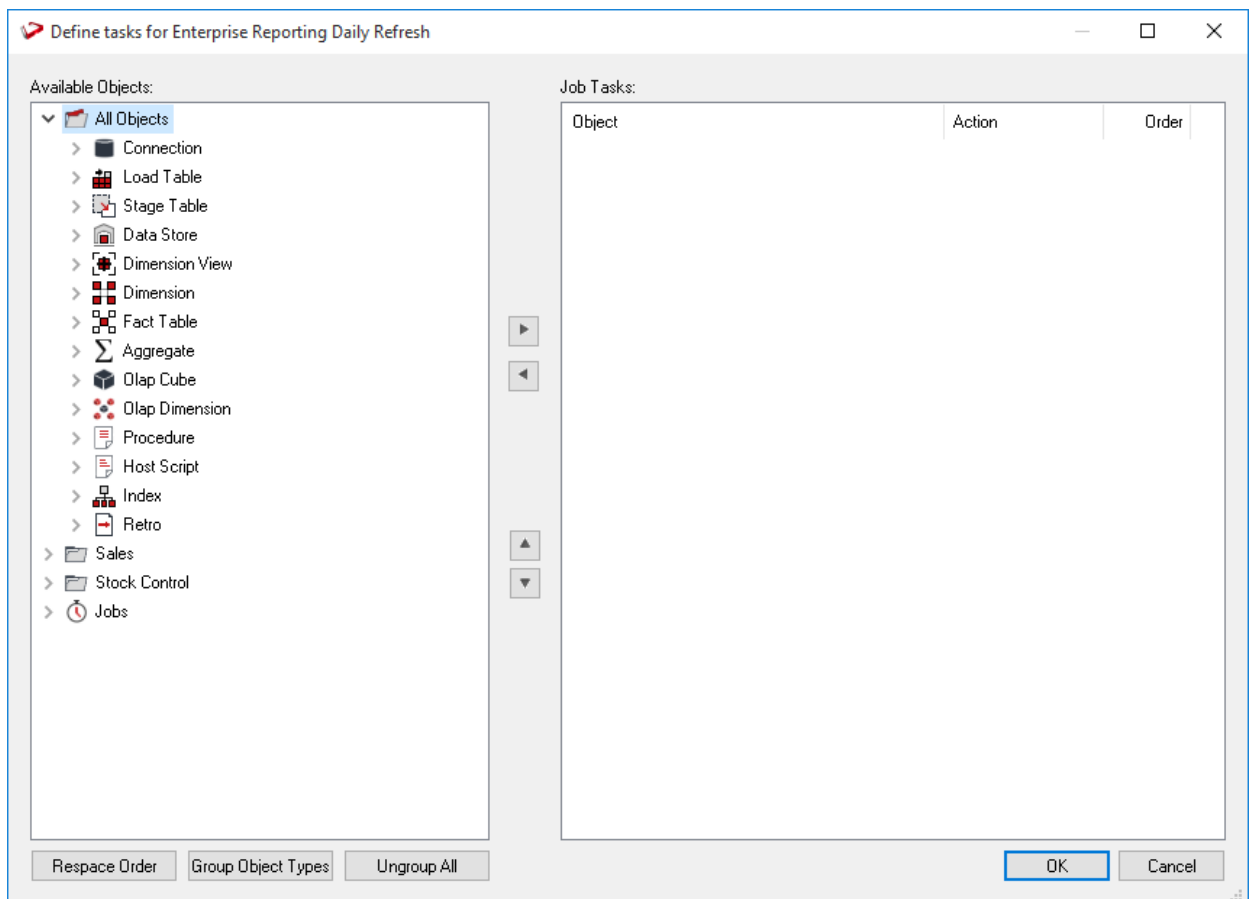 Define tasks for Enterprise Reporting Daily Refresh
Available Objects:
All Objects
Connection
Load Table
Stage Table
Data Store
Dimension View
Dimension
Fact Table
Aggregate
Olap Cube
Olap Dimension
Procedure
Host Script
Index
Retro
Sales
Stock Control
Jobs
Job Tasks:
Object Action Order
Respace Order Group Object Types Ungroup All OK Cancel